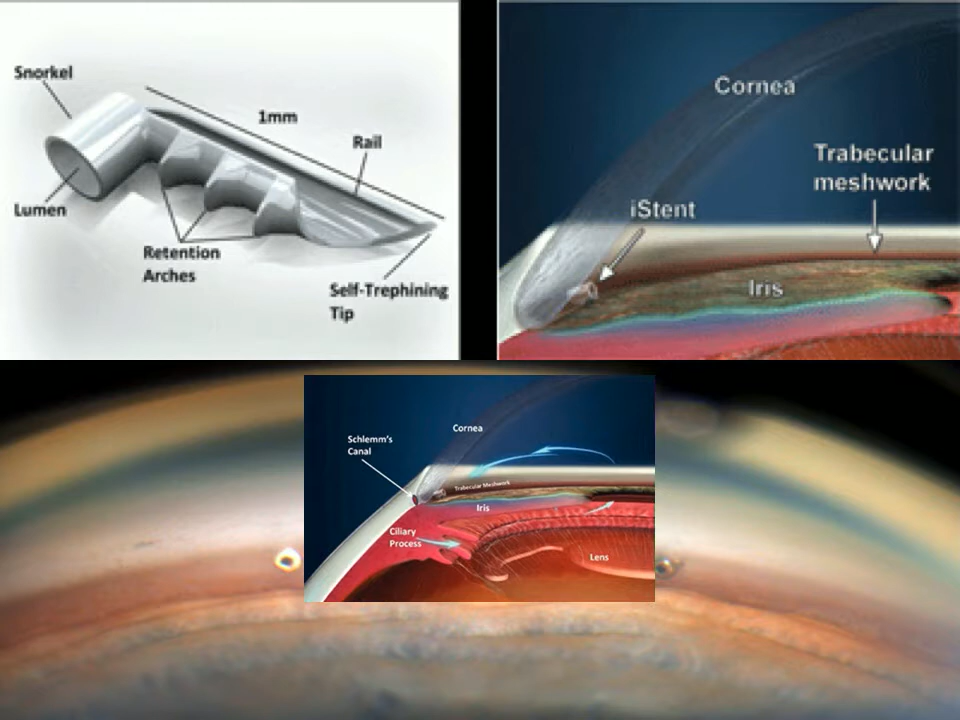 Snorkel
1mm
Rail
Lumen
Retention
Arches
Self-Trephining
Tip
Cornea
Trabecular
meshwork
iStent
Iris
Cornea
Schlemm's
Canal
Trabecular Meshwork
Iris
Ciliary
Process
Lens